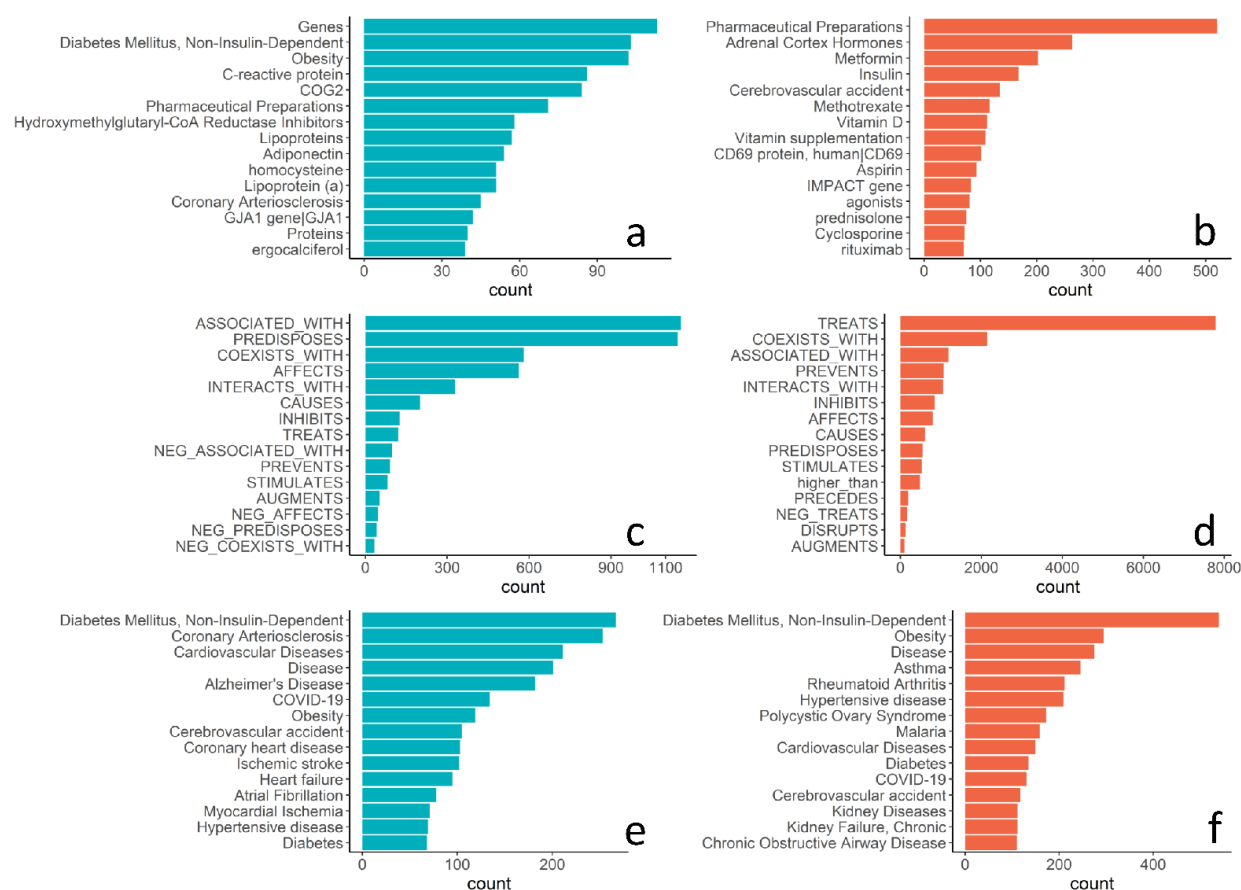 Genes
Diabetes Mellitus, Non-Insulin-Dependent
Obesity
C-reactive protein
COG2
Pharmaceutical Preparations
Hydroxymethylglutaryl-CoA Reductase Inhibitors
Lipoproteins
Adiponectin
homocysteine
Lipoprotein (a)
Coronary Arteriosclerosis
GJA1 gene|GJA1
Proteins
ergocalciferol
a
0 30 60 90
count
Pharmaceutical Preparations
Adrenal Cortex Hormones
Metformin
Insulin
Cerebrovascular accident
Methotrexate
Vitamin D
Vitamin supplementation
CD69 protein, human|CD69
Aspirin
IMPACT gene
agonists
prednisolone
Cyclosporine
rituximab
b
0 100 200 300 400 500
count
ASSOCIATED_WITH
PREDISPOSES
COEXISTS_WITH
AFFECTS
INTERACTS_WITH
CAUSES
INHIBITS
TREATS
NEG_ASSOCIATED_WITH
PREVENTS
STIMULATES
AUGMENTS
NEG_AFFECTS
NEG_PREDISPOSES
NEG_COEXISTS_WITH
c
0 300 600 900 1100
count
TREATS
COEXISTS_WITH
ASSOCIATED_WITH
PREVENTS
INTERACTS_WITH
INHIBITS
AFFECTS
CAUSES
PREDISPOSES
STIMULATES
higher_than
PRECEDES
NEG_TREATS
DISRUPTS
AUGMENTS
d
0 2000 4000 6000 8000
count
Diabetes Mellitus, Non-Insulin-Dependent
Coronary Arteriosclerosis
Cardiovascular Diseases
Disease
Alzheimer's Disease
COVID-19
Obesity
Cerebrovascular accident
Coronary heart disease
Ischemic stroke
Heart failure
Atrial Fibrillation
Myocardial Ischemia
Hypertensive disease
Diabetes
e
0 100 200
count
Diabetes Mellitus, Non-Insulin-Dependent
Obesity
Disease
Asthma
Rheumatoid Arthritis
Hypertensive disease
Polycystic Ovary Syndrome
Malaria
Cardiovascular Diseases
Diabetes
COVID-19
Cerebrovascular accident
Kidney Diseases
Kidney Failure, Chronic
Chronic Obstructive Airway Disease
f
0 200 400
count